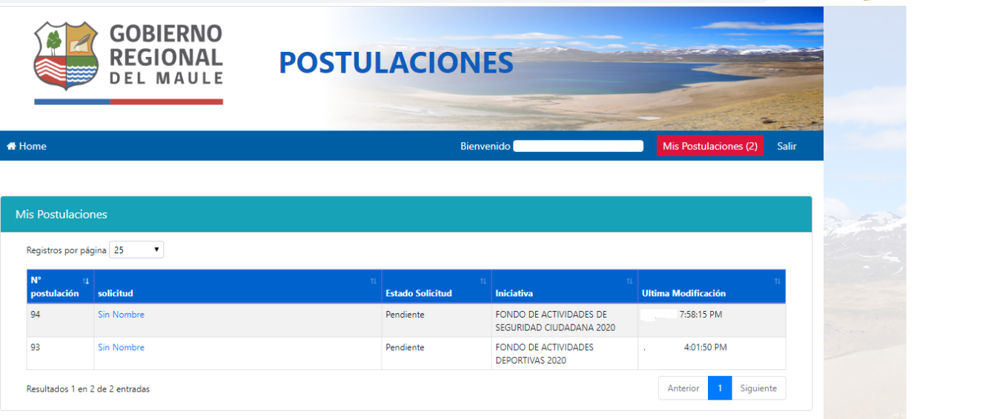 GOBIERNO
REGIONAL
DEL MAULE
POSTULACIONES
Home
Bienvenido
Mis Postulaciones (2)
Salir
Mis Postulaciones
Registros por página 25
N° postulación
solicitud
Estado Solicitud
Iniciativa
Ultima Modificación
94
Sin Nombre
Pendiente
FONDO DE ACTIVIDADES DE
SEGURIDAD CIUDADANA 2020
7:58:15 PM
93
Sin Nombre
Pendiente
FONDO DE ACTIVIDADES
DEPORTIVAS 2020
4:01:50 PM
Resultados 1 en 2 de 2 entradas
Anterior 1 Siguiente